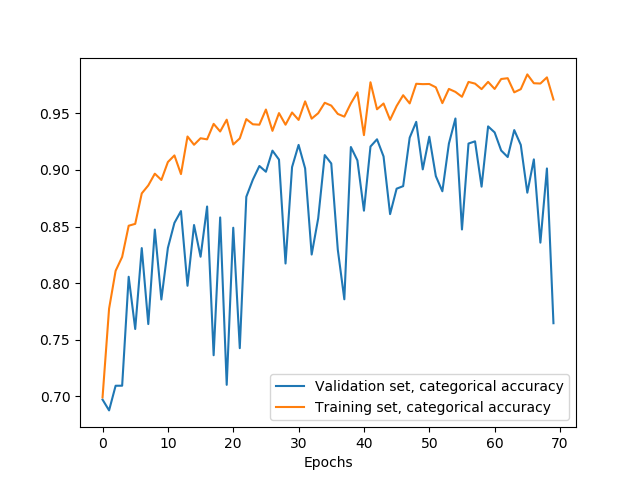 0.95
0.90
0.85
0.80
0.75
0.70
Validation set, categorical accuracy
Training set, categorical accuracy
0 10 20 30 40 50 60 70
Epochs